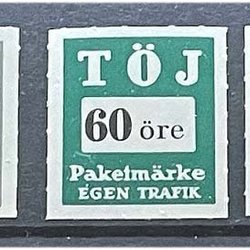 TÖJ
60 öre
Paketmärke
EGEN TRAFIK